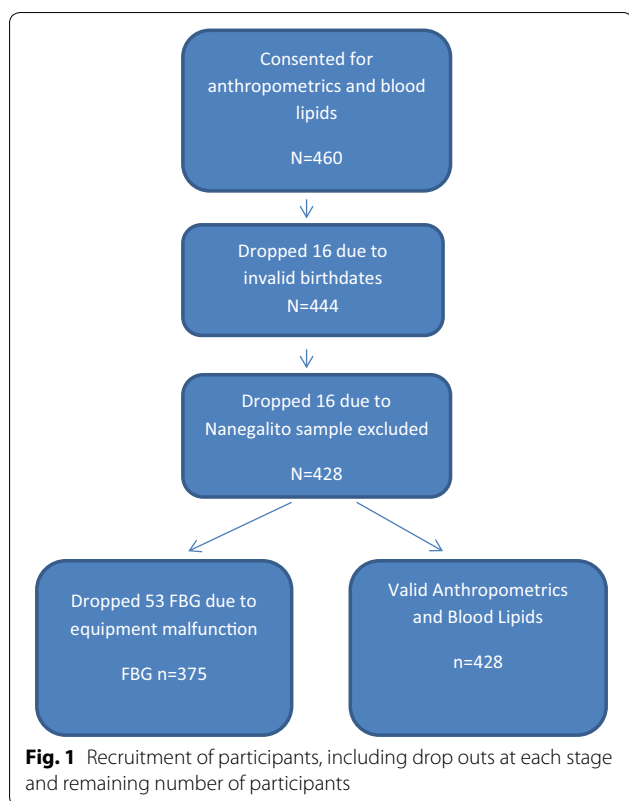 Consented for
anthropometrics and blood
lipids
N=460
Dropped 16 due to
invalid birthdates
N=444
Dropped 16 due to
Nanegalito sample excluded
N=428
Dropped 53 FBG due to
equipment malfunction
FBG n=375
Valid Anthropometrics
and Blood Lipids
n=428
Fig. 1 Recruitment of participants, including drop outs at each stage
and remaining number of participants